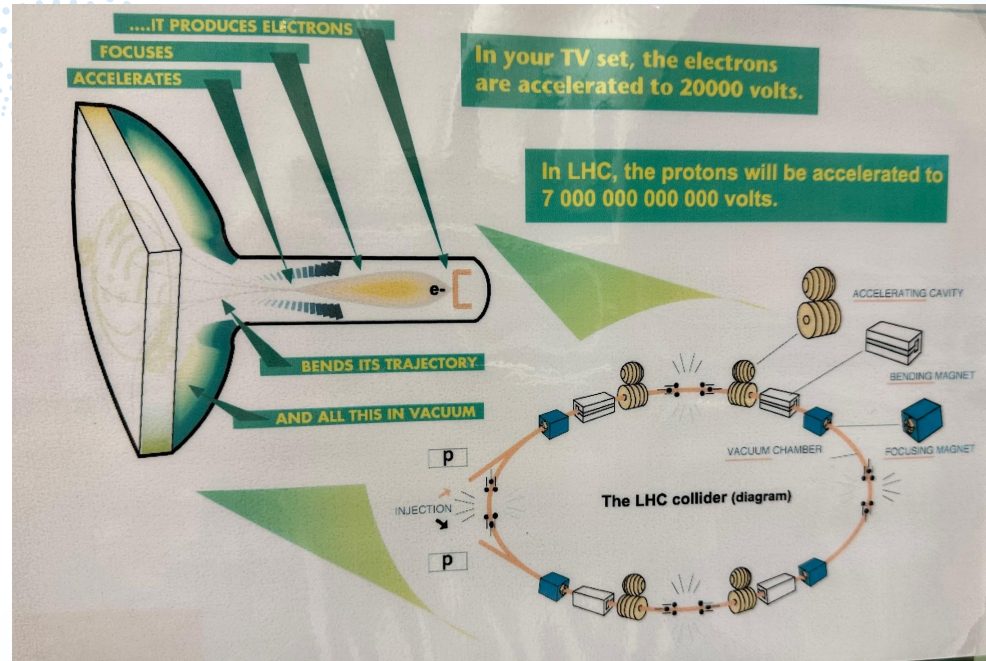 ....IT PRODUCES ELECTRONS
FOCUSES
ACCELERATES
In your TV set, the electrons
are accelerated to 20000 volts.
In LHC, the protons will be accelerated to
7 000 000 000 000 volts.
e-
BENDS ITS TRAJECTORY
AND ALL THIS IN VACUUM
ACCELERATING CAVITY
BENDING MAGNET
VACUUM CHAMBER
FOCUSING MAGNET
p
INJECTION
The LHC collider (diagram)
p